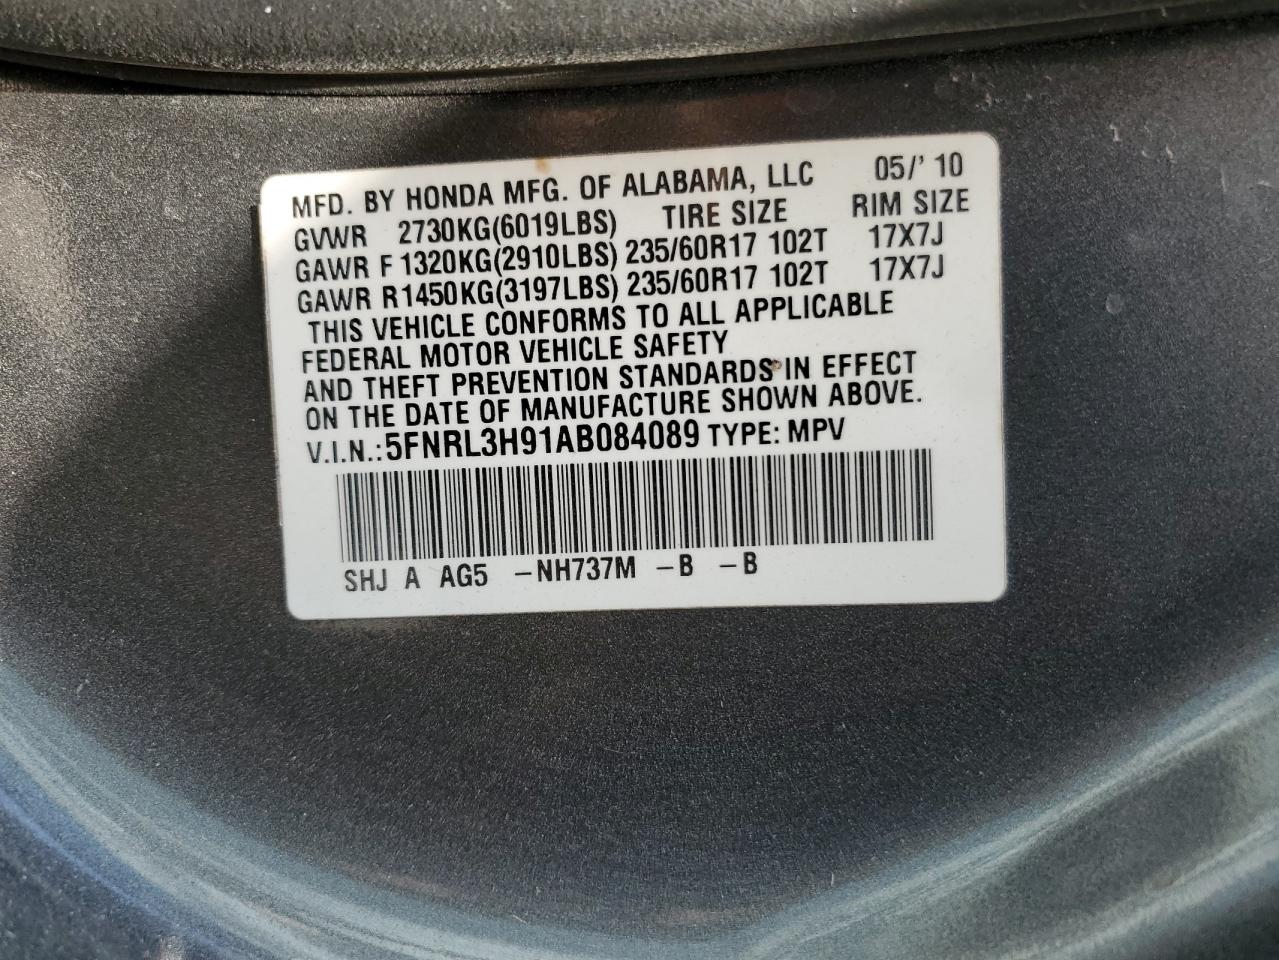 MFD. BY HONDA MFG. OF ALABAMA, LLC 05/'10
GVWR 2730KG(6019LBS) TIRE SIZE RIM SIZE
GAWR F 1320KG(2910LBS) 235/60R17 102T 17X7J
GAWR R1450KG(3197LBS) 235/60R17 102T 17X7J
THIS VEHICLE CONFORMS TO ALL APPLICABLE
FEDERAL MOTOR VEHICLE SAFETY
AND THEFT PREVENTION STANDARDS IN EFFECT
ON THE DATE OF MANUFACTURE SHOWN ABOVE.
V.I.N.: 5FNRL3H91AB084089 TYPE: MPV
SHJ A AG5 -NH737M -B -B